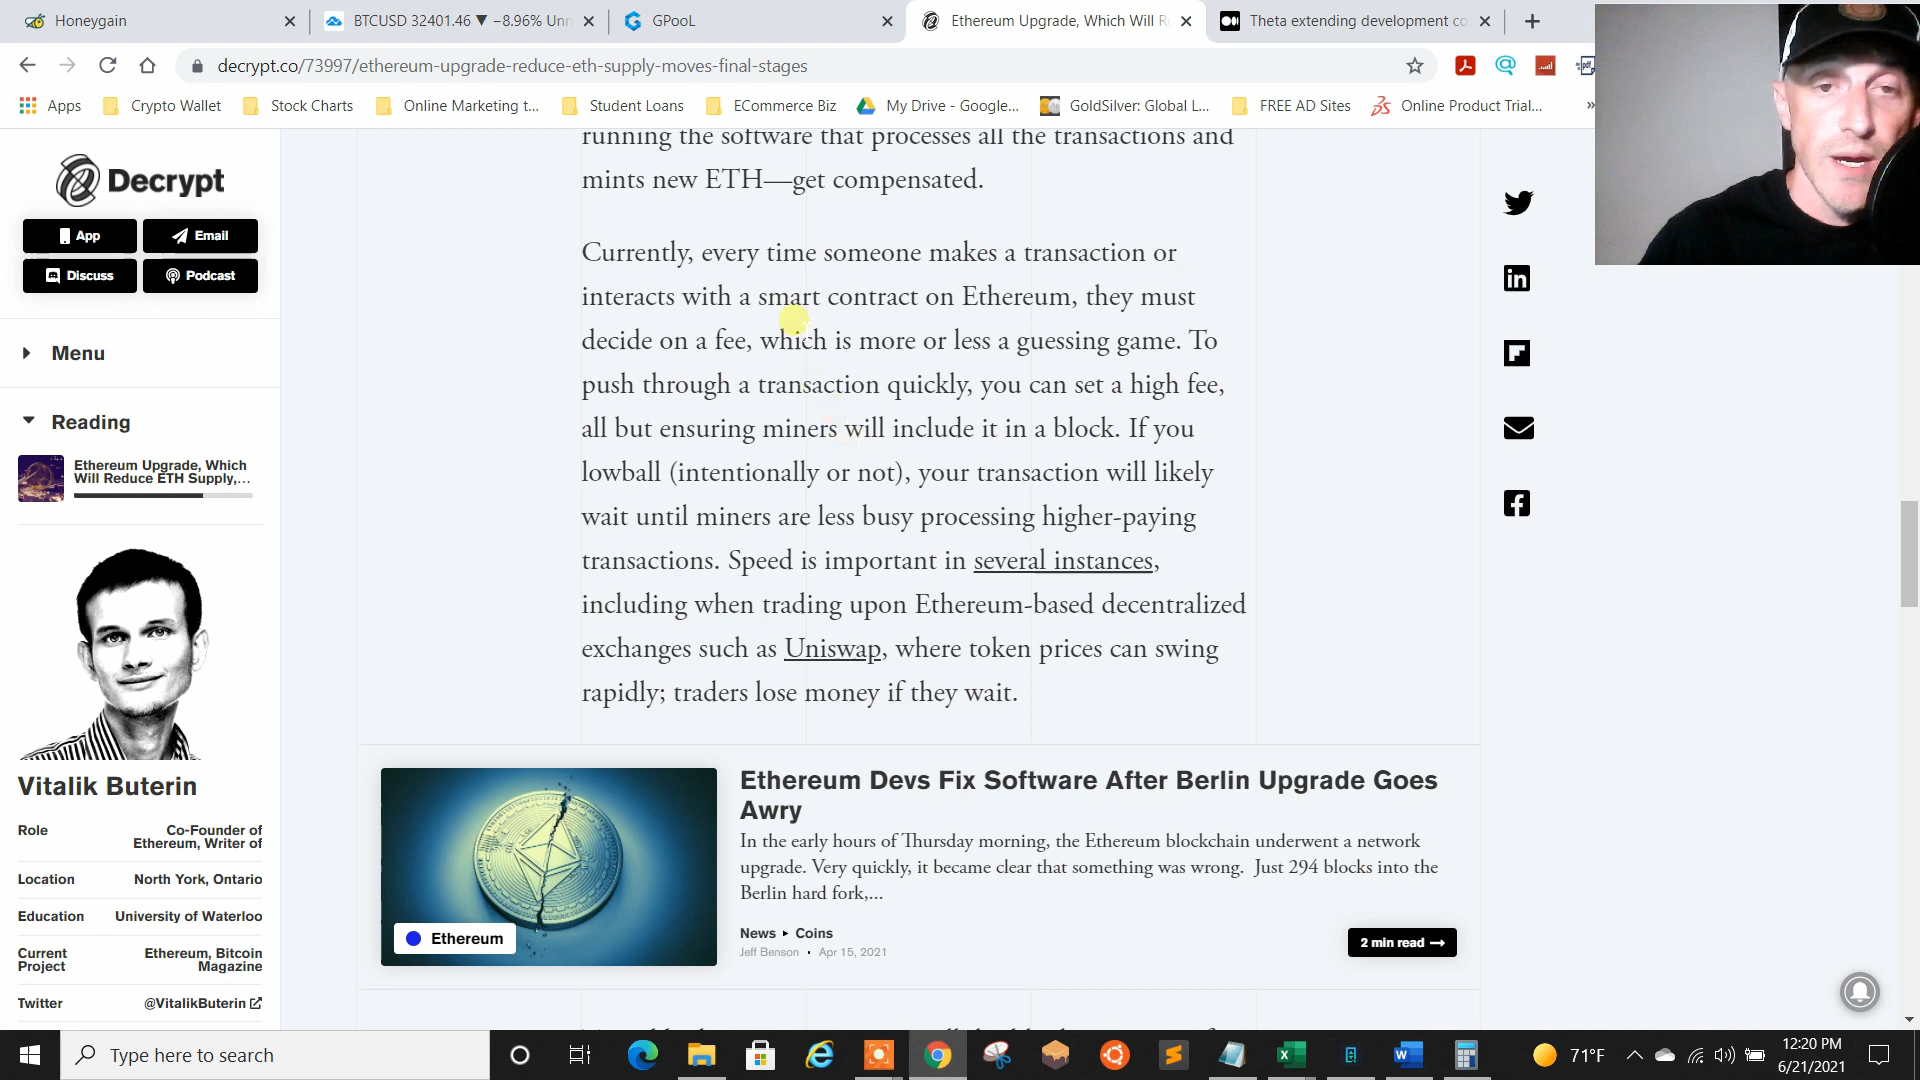 Honeygain
BTCUSD 32401.46 ▼ −8.96% Unn
GPooL
Ethereum Upgrade, Which Will R
Theta extending development co
decrypt.co/73997/ethereum-upgrade-reduce-eth-supply-moves-final-stages
Apps
Crypto Wallet
Stock Charts
Online Marketing t...
Student Loans
ECommerce Biz
My Drive - Google...
GoldSilver: Global L...
FREE AD Sites
Online Product Trial...
»
Decrypt
App
Email
Discuss
Podcast
Menu
Reading
Ethereum Upgrade, Which
Will Reduce ETH Supply,...
Vitalik Buterin
Role
Co-Founder of
Ethereum, Writer of
Location
North York, Ontario
Education
University of Waterloo
Current
Project
Ethereum, Bitcoin
Magazine
Twitter
@VitalikButerin
running the software that processes all the transactions and
mints new ETH—get compensated.
Currently, every time someone makes a transaction or
interacts with a smart contract on Ethereum, they must
decide on a fee, which is more or less a guessing game. To
push through a transaction quickly, you can set a high fee,
all but ensuring miners will include it in a block. If you
lowball (intentionally or not), your transaction will likely
wait until miners are less busy processing higher-paying
transactions. Speed is important in several instances,
including when trading upon Ethereum-based decentralized
exchanges such as Uniswap, where token prices can swing
rapidly; traders lose money if they wait.
Ethereum
Ethereum Devs Fix Software After Berlin Upgrade Goes
Awry
In the early hours of Thursday morning, the Ethereum blockchain underwent a network
upgrade. Very quickly, it became clear that something was wrong. Just 294 blocks into the
Berlin hard fork,...
News ▸ Coins
Jeff Benson • Apr 15, 2021
2 min read →
Type here to search
71°F
12:20 PM
6/21/2021